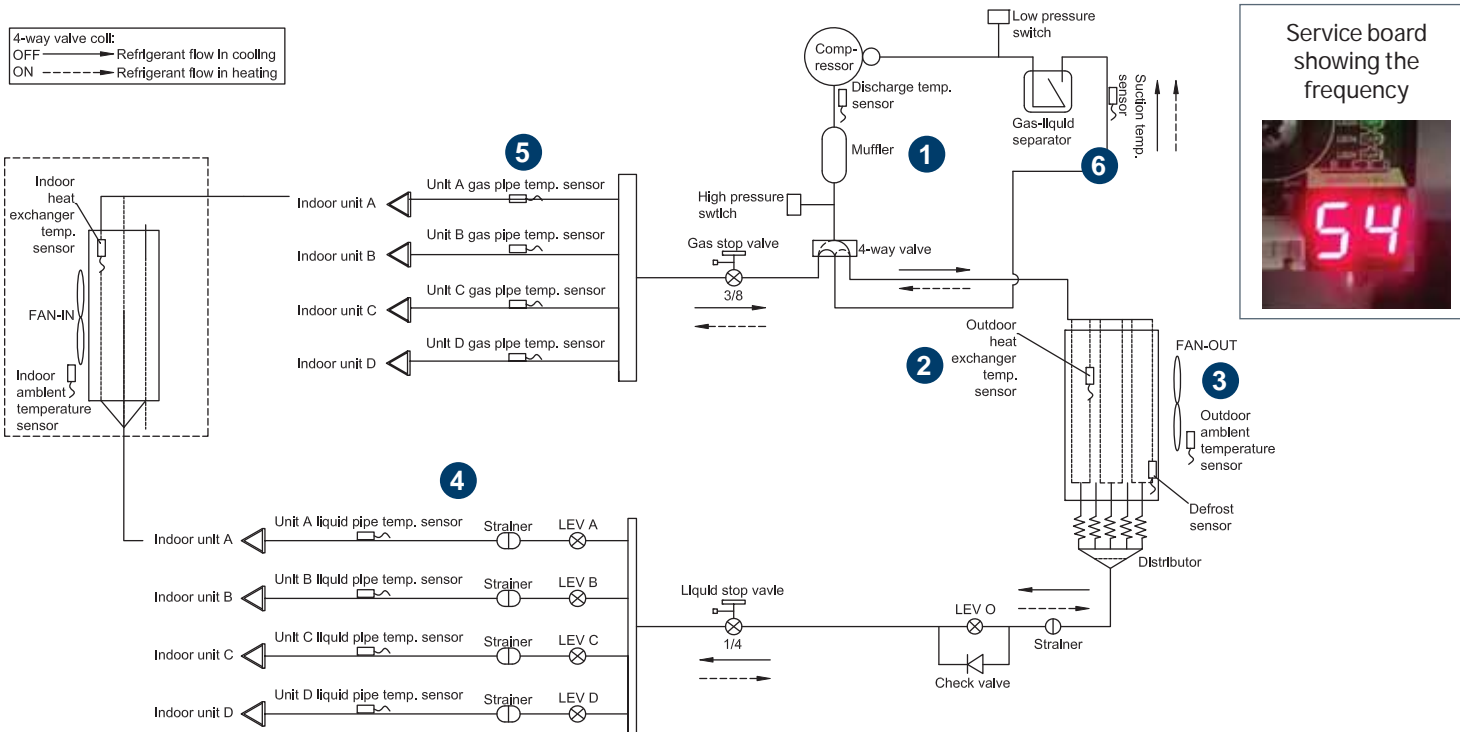 4-way valve coil:
OFF Refrigerant flow in cooling
ON Refrigerant flow in heating
Low pressure
switch
Comp-
ressor
Discharge temp.
sensor
Suction temp.
sensor
Gas-liquid
separator
Muffler
1
6
High pressure
switch
Gas stop valve
3/8
4-way valve
5
Unit A gas pipe temp. sensor
Indoor unit A
Unit B gas pipe temp. sensor
Indoor unit B
Unit C gas pipe temp. sensor
Indoor unit C
Unit D gas pipe temp. sensor
Indoor unit D
Indoor
heat
exchanger
temp.
sensor
FAN-IN
Indoor
ambient
temperature
sensor
2
Outdoor
heat
exchanger
temp.
sensor
FAN-OUT
3
Outdoor
ambient
temperature
sensor
Defrost
sensor
Distributor
4
Unit A liquid pipe temp. sensor
Strainer
LEV A
Indoor unit A
Unit B liquid pipe temp. sensor
Strainer
LEV B
Indoor unit B
Unit C liquid pipe temp. sensor
Strainer
LEV C
Indoor unit C
Unit D liquid pipe temp. sensor
Strainer
LEV D
Indoor unit D
Liquid stop valve
1/4
LEV O
Strainer
Check valve
Service board
showing the
frequency
54